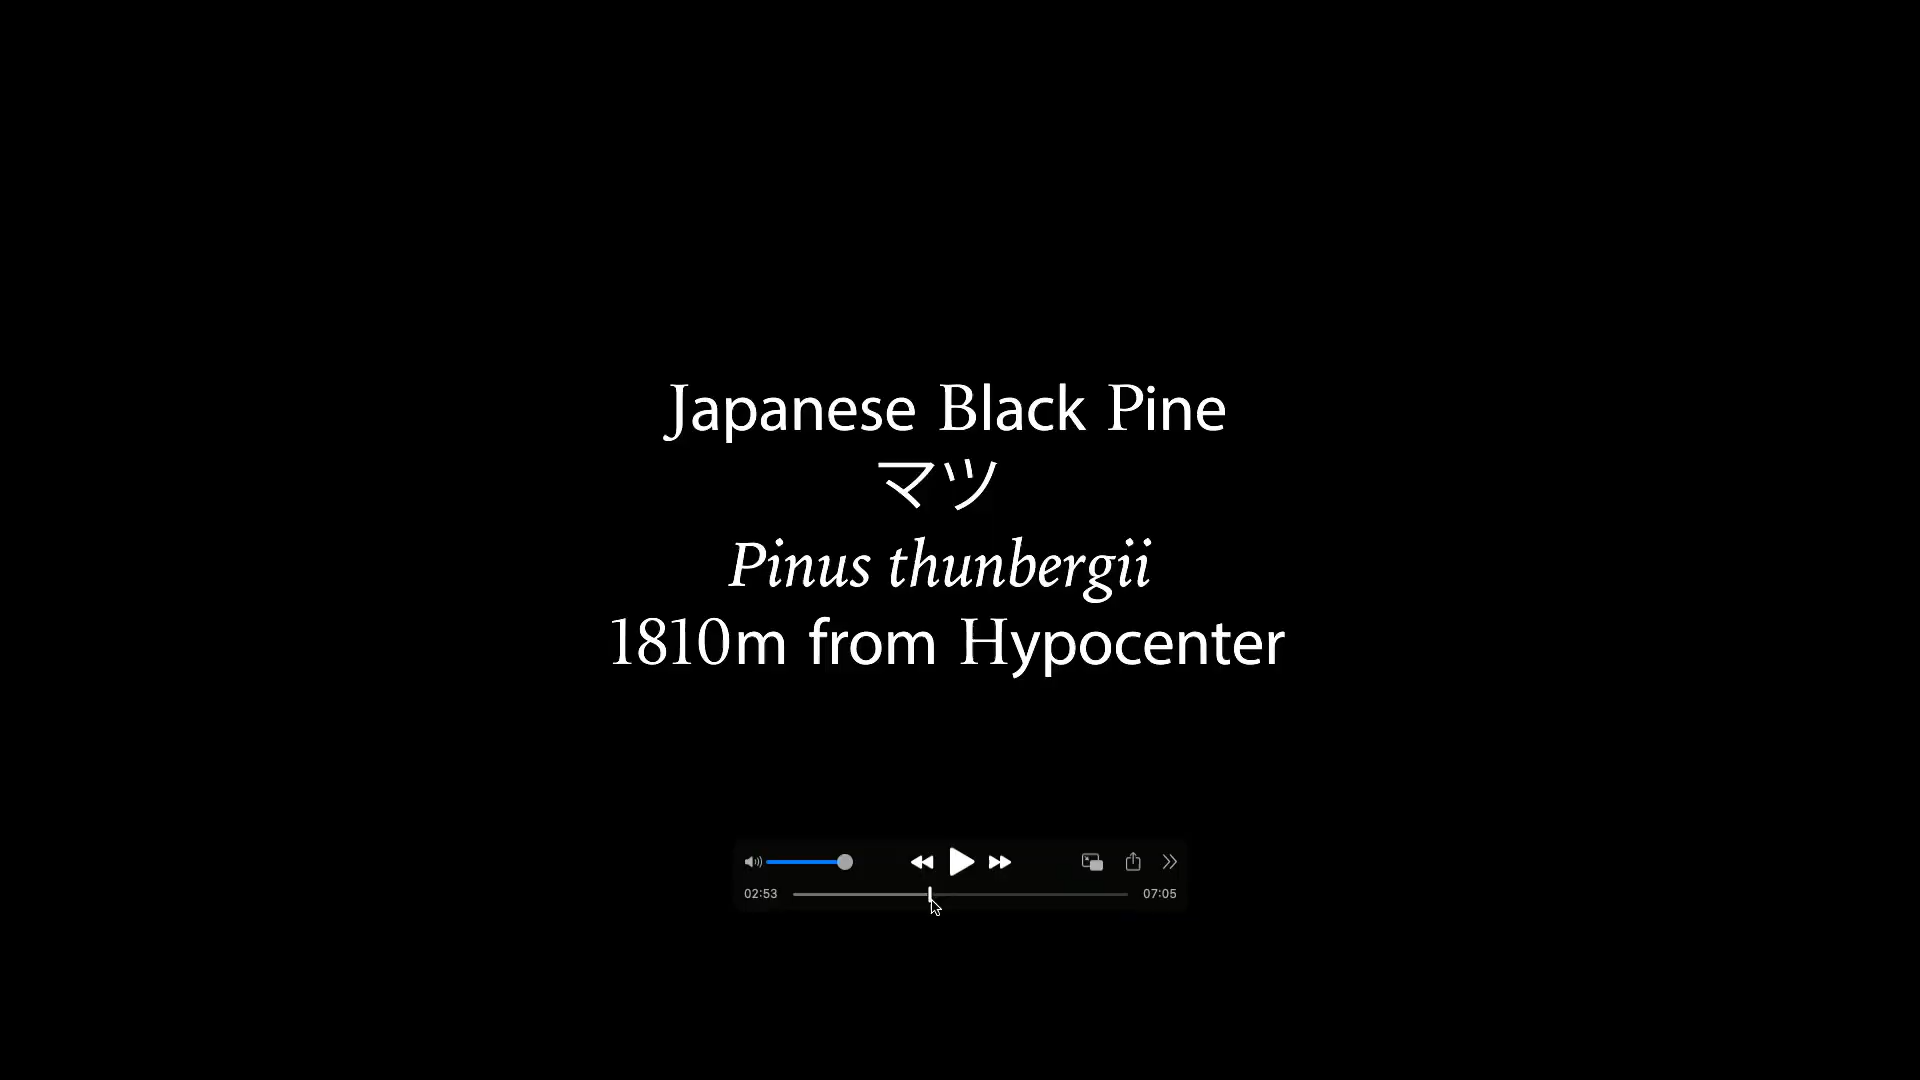 Japanese Black Pine
マツ
Pinus thunbergii
1810m from Hypocenter
02:53
07:05